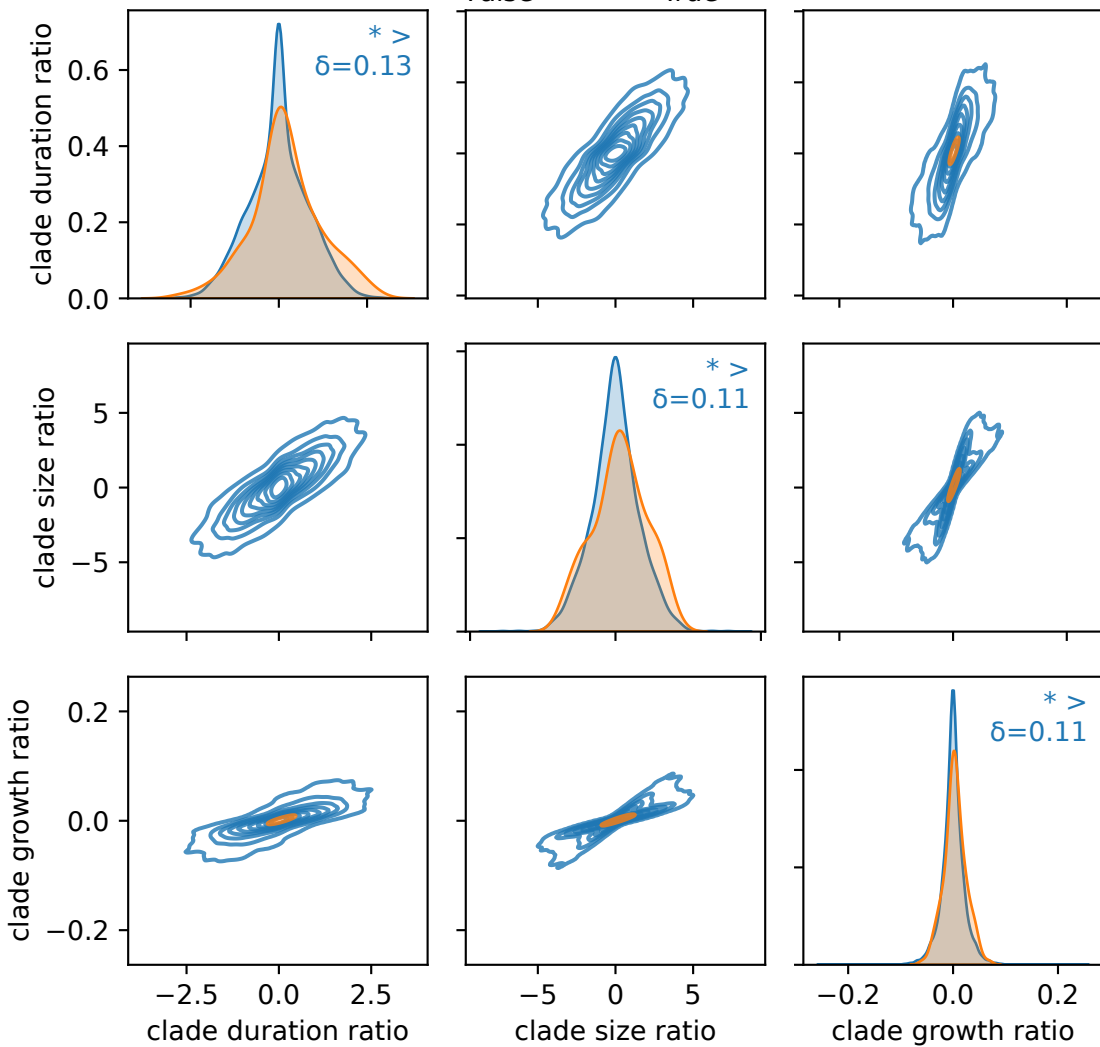 clade duration ratio
0.6
0.4
0.2
0.0
* >
δ=0.13
clade size ratio
5
0
−5
* >
δ=0.11
clade growth ratio
0.2
0.0
−0.2
* >
δ=0.11
−2.5 0.0 2.5
−5 0 5
−0.2 0.0 0.2
clade duration ratio
clade size ratio
clade growth ratio